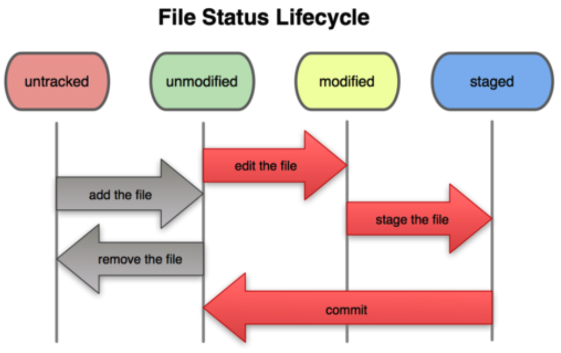 File Status Lifecycle
untracked
unmodified
modified
staged
edit the file
add the file
stage the file
remove the file
commit